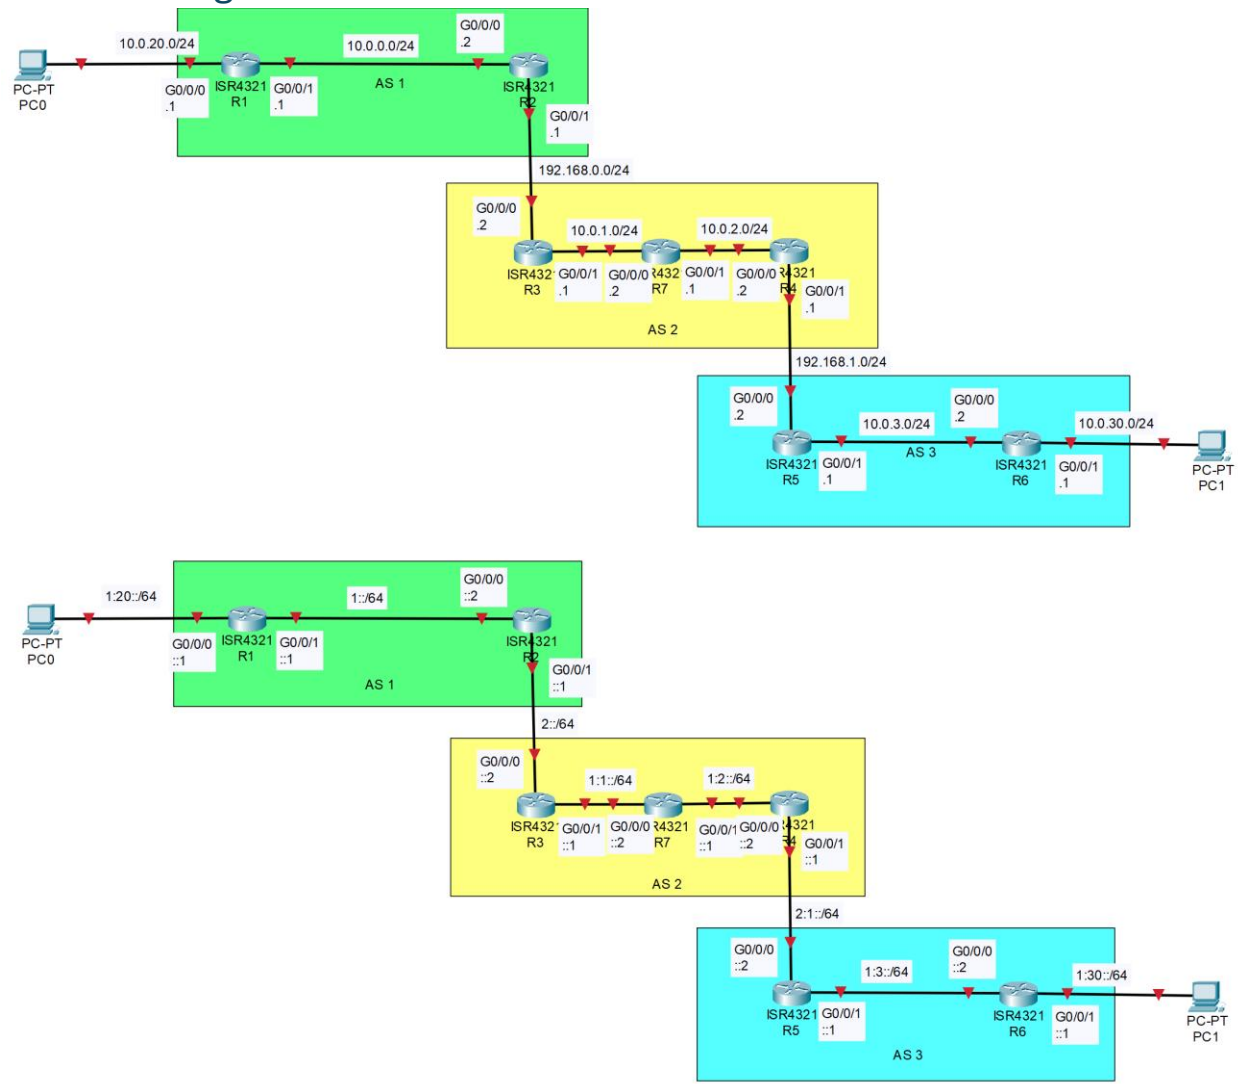 10.0.20.0/24
10.0.0.0/24
G0/0/0
.2
PC-PT
PC0
G0/0/0
.1
ISR4321
R1
G0/0/1
.1
AS 1
ISR4321
R2
G0/0/1
.1
192.168.0.0/24
G0/0/0
.2
10.0.1.0/24
10.0.2.0/24
R3
G0/0/1
.1
G0/0/0
.2
R7
G0/0/1
.1
G0/0/0
.2
R4
G0/0/1
.1
AS 2
192.168.1.0/24
G0/0/0
.2
10.0.3.0/24
G0/0/0
.2
10.0.30.0/24
ISR4321
R5
G0/0/1
.1
AS 3
ISR4321
R6
G0/0/1
.1
PC-PT
PC1
1:20::/64
1::/64
G0/0/0
::2
PC-PT
PC0
G0/0/0
::1
ISR4321
R1
G0/0/1
::1
AS 1
ISR4321
R2
G0/0/1
::1
2::/64
G0/0/0
::2
1:1::/64
1:2::/64
R3
G0/0/1
::1
G0/0/0
::2
R7
G0/0/1
::1
G0/0/0
::2
R4
G0/0/1
::1
AS 2
2:1::/64
G0/0/0
::2
1:3::/64
G0/0/0
::2
1:30::/64
ISR4321
R5
G0/0/1
::1
AS 3
ISR4321
R6
G0/0/1
::1
PC-PT
PC1